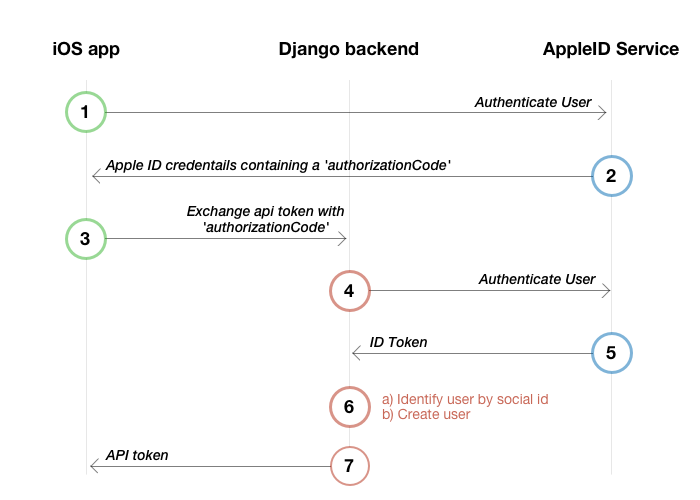 iOS app
Django backend
AppleID Service
1
Authenticate User
Apple ID credentails containing a 'authorizationCode'
2
Exchange api token with
'authorizationCode'
3
4
Authenticate User
ID Token
5
6
a) Identify user by social id
b) Create user
API token
7